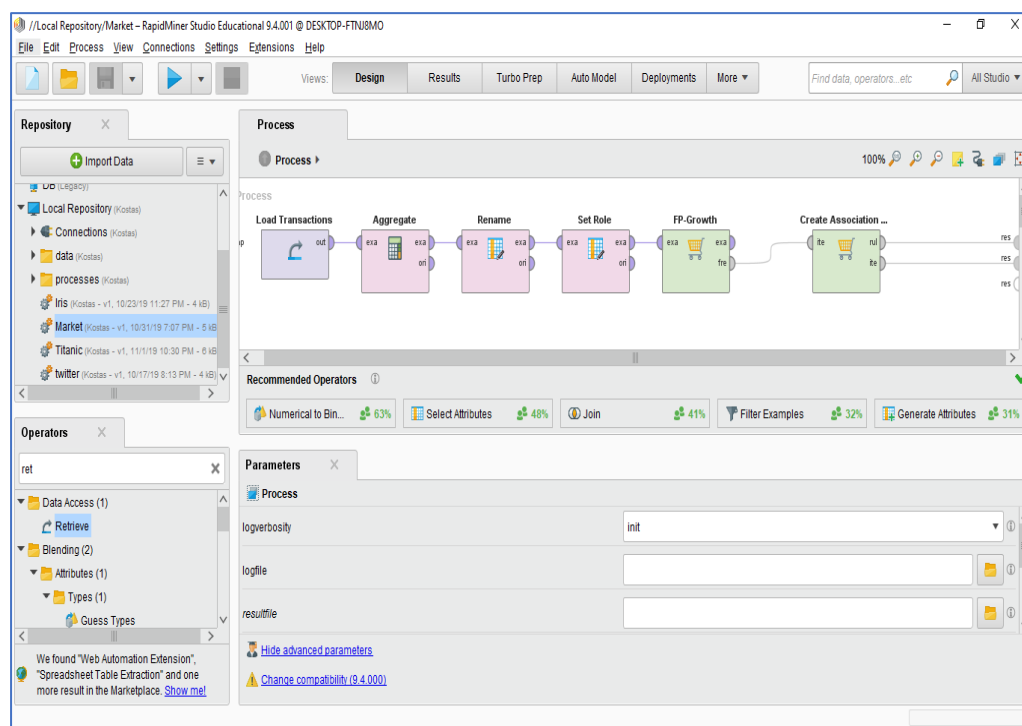 //Local Repository/Market – RapidMiner Studio Educational 9.4.001 @ DESKTOP-FTNJ8MO
File Edit Process View Connections Settings Extensions Help
Views: Design Results Turbo Prep Auto Model Deployments More
Find data, operators...etc All Studio
Repository
Import Data
DB (Legacy)
Local Repository (Kostas)
Connections (Kostas)
data (Kostas)
processes (Kostas)
Iris (Kostas - v1, 10/23/19 11:27 PM - 4 kB)
Market (Kostas - v1, 10/31/19 7:07 PM - 5 kB
Titanic (Kostas - v1, 11/1/19 10:30 PM - 6 kB
twitter (Kostas - v1, 10/17/19 8:13 PM - 4 kB)
Operators
ret
Data Access (1)
Retrieve
Blending (2)
Attributes (1)
Types (1)
Guess Types
We found "Web Automation Extension",
"Spreadsheet Table Extraction" and one
more result in the Marketplace. Show me!
Process
Process
100%
Process
Load Transactions Aggregate Rename Set Role FP-Growth Create Association ...
out exa exa exa exa exa exa exa exa ite rul res
ori ori ori fre ite res
res
Recommended Operators
Numerical to Bin... 63% Select Attributes 48% Join 41% Filter Examples 32% Generate Attributes 31%
Parameters
Process
logverbosity init
logfile
resultfile
Hide advanced parameters
Change compatibility (9.4.000)